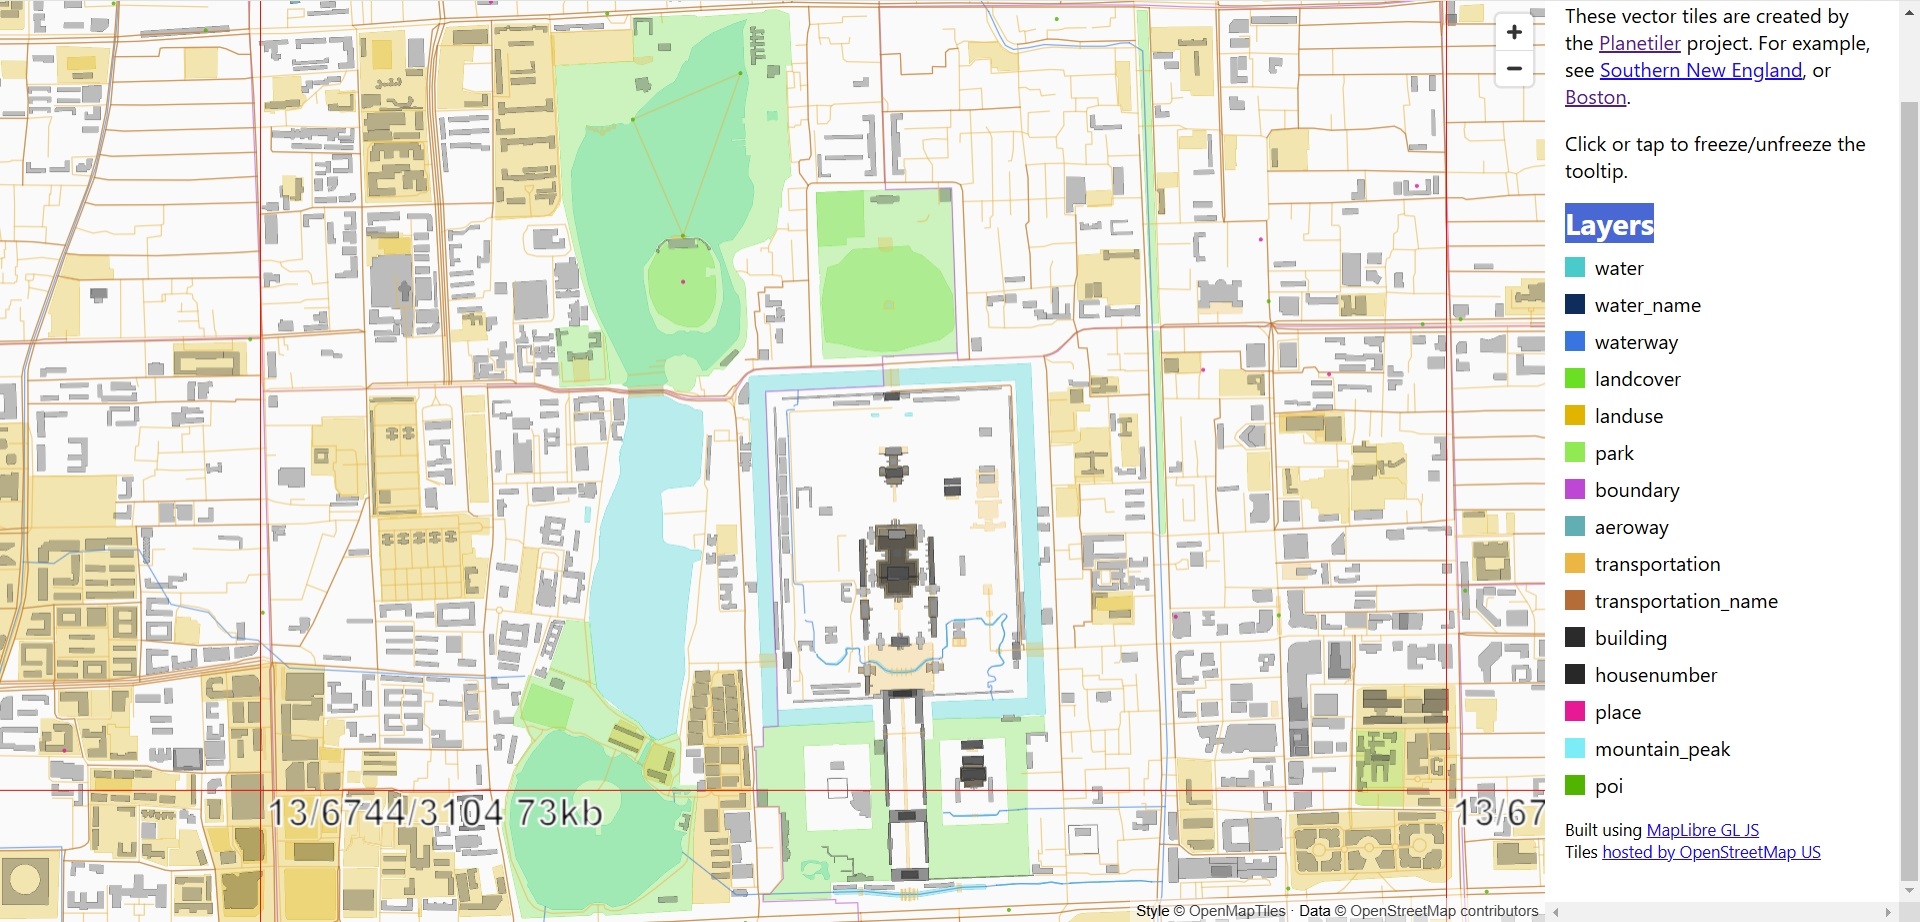 +
−
These vector tiles are created by
the Planetiler project. For example,
see Southern New England, or
Boston.
Click or tap to freeze/unfreeze the
tooltip.
Layers
water
water_name
waterway
landcover
landuse
park
boundary
aeroway
transportation
transportation_name
building
housenumber
place
mountain_peak
poi
Built using MapLibre GL JS
Tiles hosted by OpenStreetMap US
13/6744/3104 73kb
13/67
Style © OpenMapTiles · Data © OpenStreetMap contributors